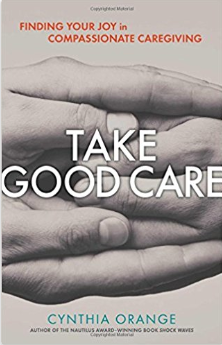 FINDING YOUR JOY in
COMPASSIONATE CAREGIVING
TAKE
GOOD CARE
CYNTHIA ORANGE
AUTHOR OF THE NAUTILUS AWARD-WINNING BOOK SHOCK WAVES